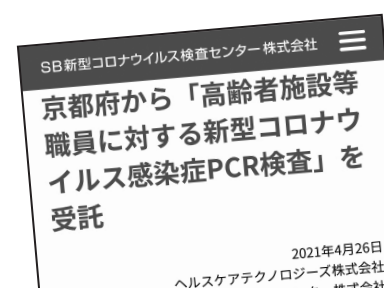 SB新型コロナウイルス検査センター株式会社
京都府から「高齢者施設等
職員に対する新型コロナウ
イルス感染症PCR検査」を
受託
2021年4月26日
ヘルスケアテクノロジーズ株式会社
株式会社